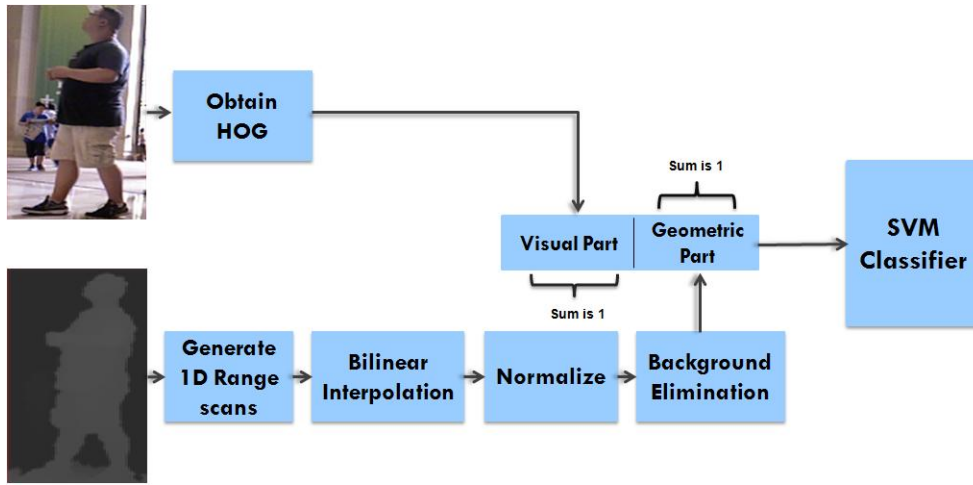 Obtain
HOG
Sum is 1
Visual Part
Geometric
Part
SVM
Classifier
Sum is 1
Generate
1D Range
scans
Bilinear
Interpolation
Normalize
Background
Elimination